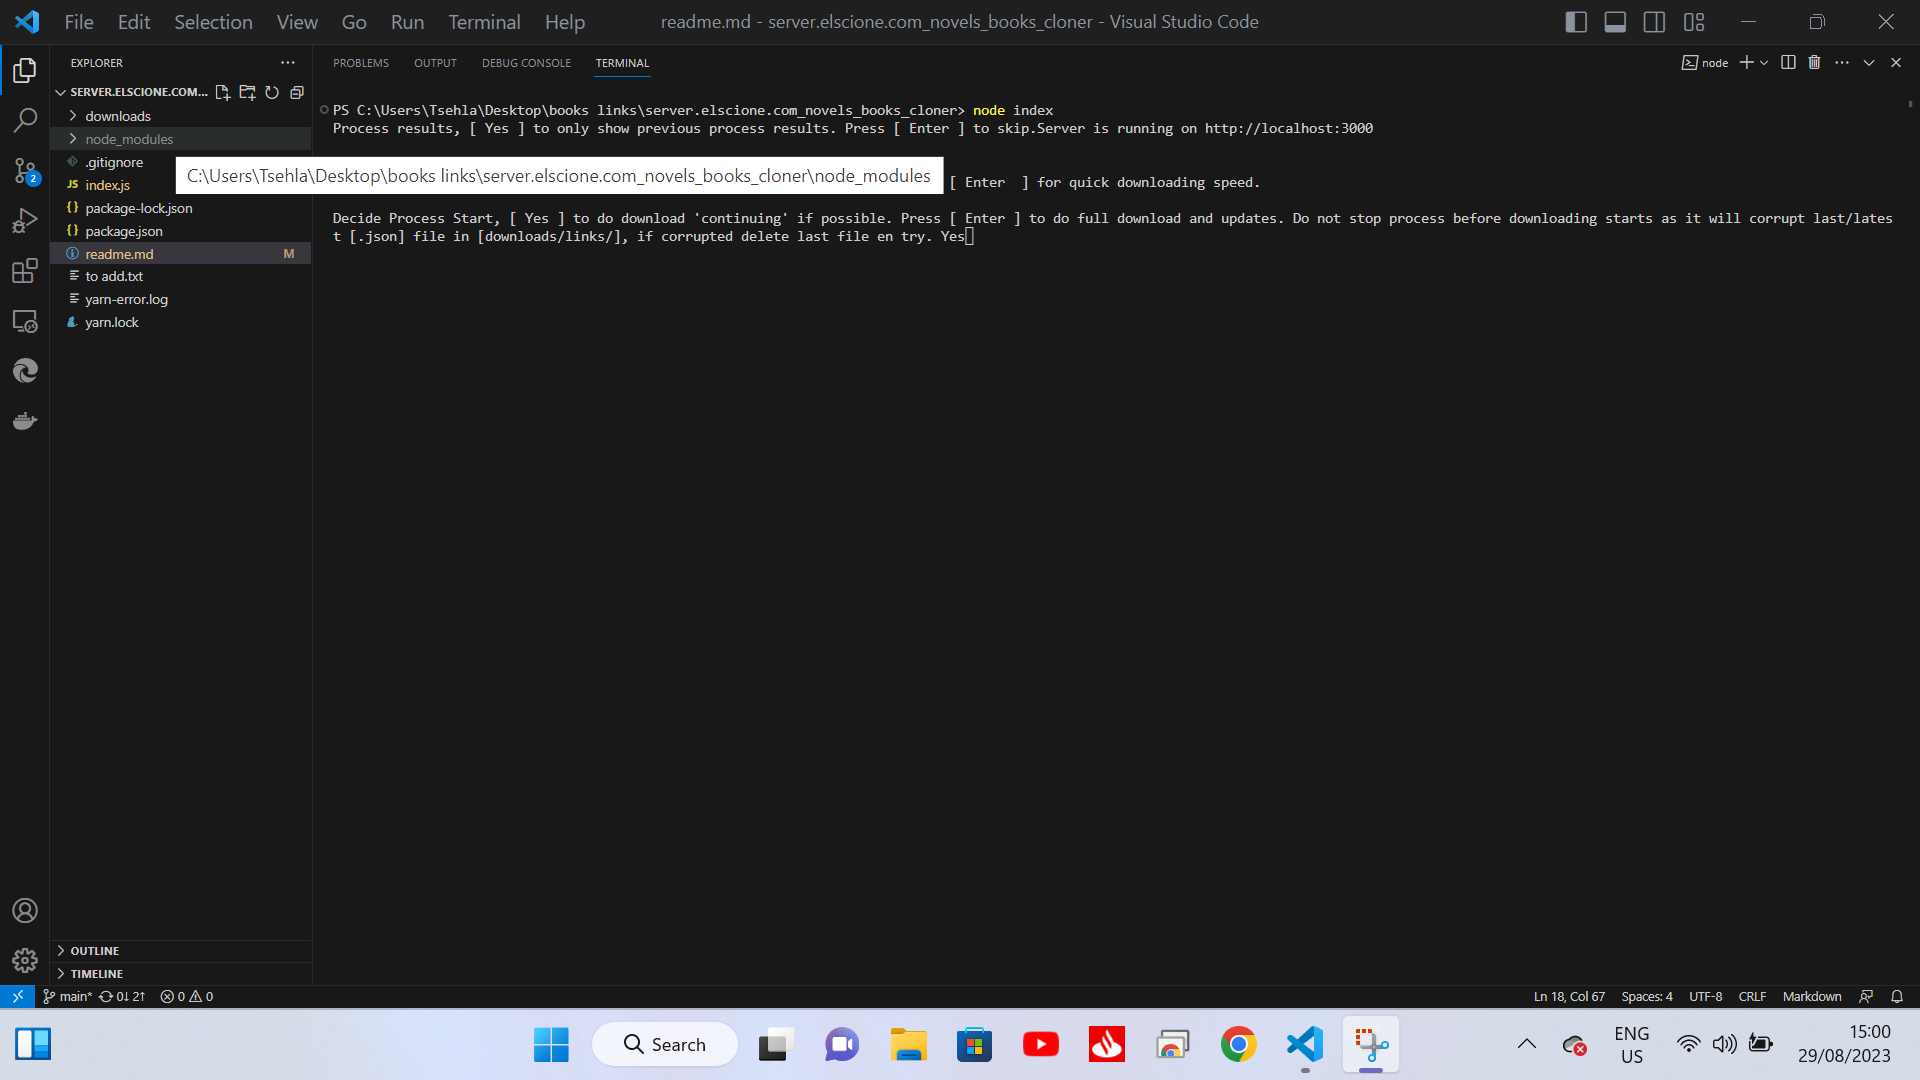 File Edit Selection View Go Run Terminal Help
readme.md - server.elscione.com_novels_books_cloner - Visual Studio Code
EXPLORER
SERVER.ELSCIONE.COM...
downloads
node_modules
.gitignore
JS index.js
{} package-lock.json
{} package.json
readme.md M
to add.txt
yarn-error.log
yarn.lock
OUTLINE
TIMELINE
2
PROBLEMS OUTPUT DEBUG CONSOLE TERMINAL
node
PS C:\Users\Tsehla\Desktop\books links\server.elscione.com_novels_books_cloner> node index
Process results, [ Yes ] to only show previous process results. Press [ Enter ] to skip.Server is running on http://localhost:3000
C:\Users\Tsehla\Desktop\books links\server.elscione.com_novels_books_cloner\node_modules
[ Enter  ] for quick downloading speed.
Decide Process Start, [ Yes ] to do download 'continuing' if possible. Press [ Enter ] to do full download and updates. Do not stop process before downloading starts as it will corrupt last/lates
t [.json] file in [downloads/links/], if corrupted delete last file en try. Yes
main* 0↓ 2↑ 0 0
Ln 18, Col 67 Spaces: 4 UTF-8 CRLF Markdown
Search
ENG
US
15:00
29/08/2023